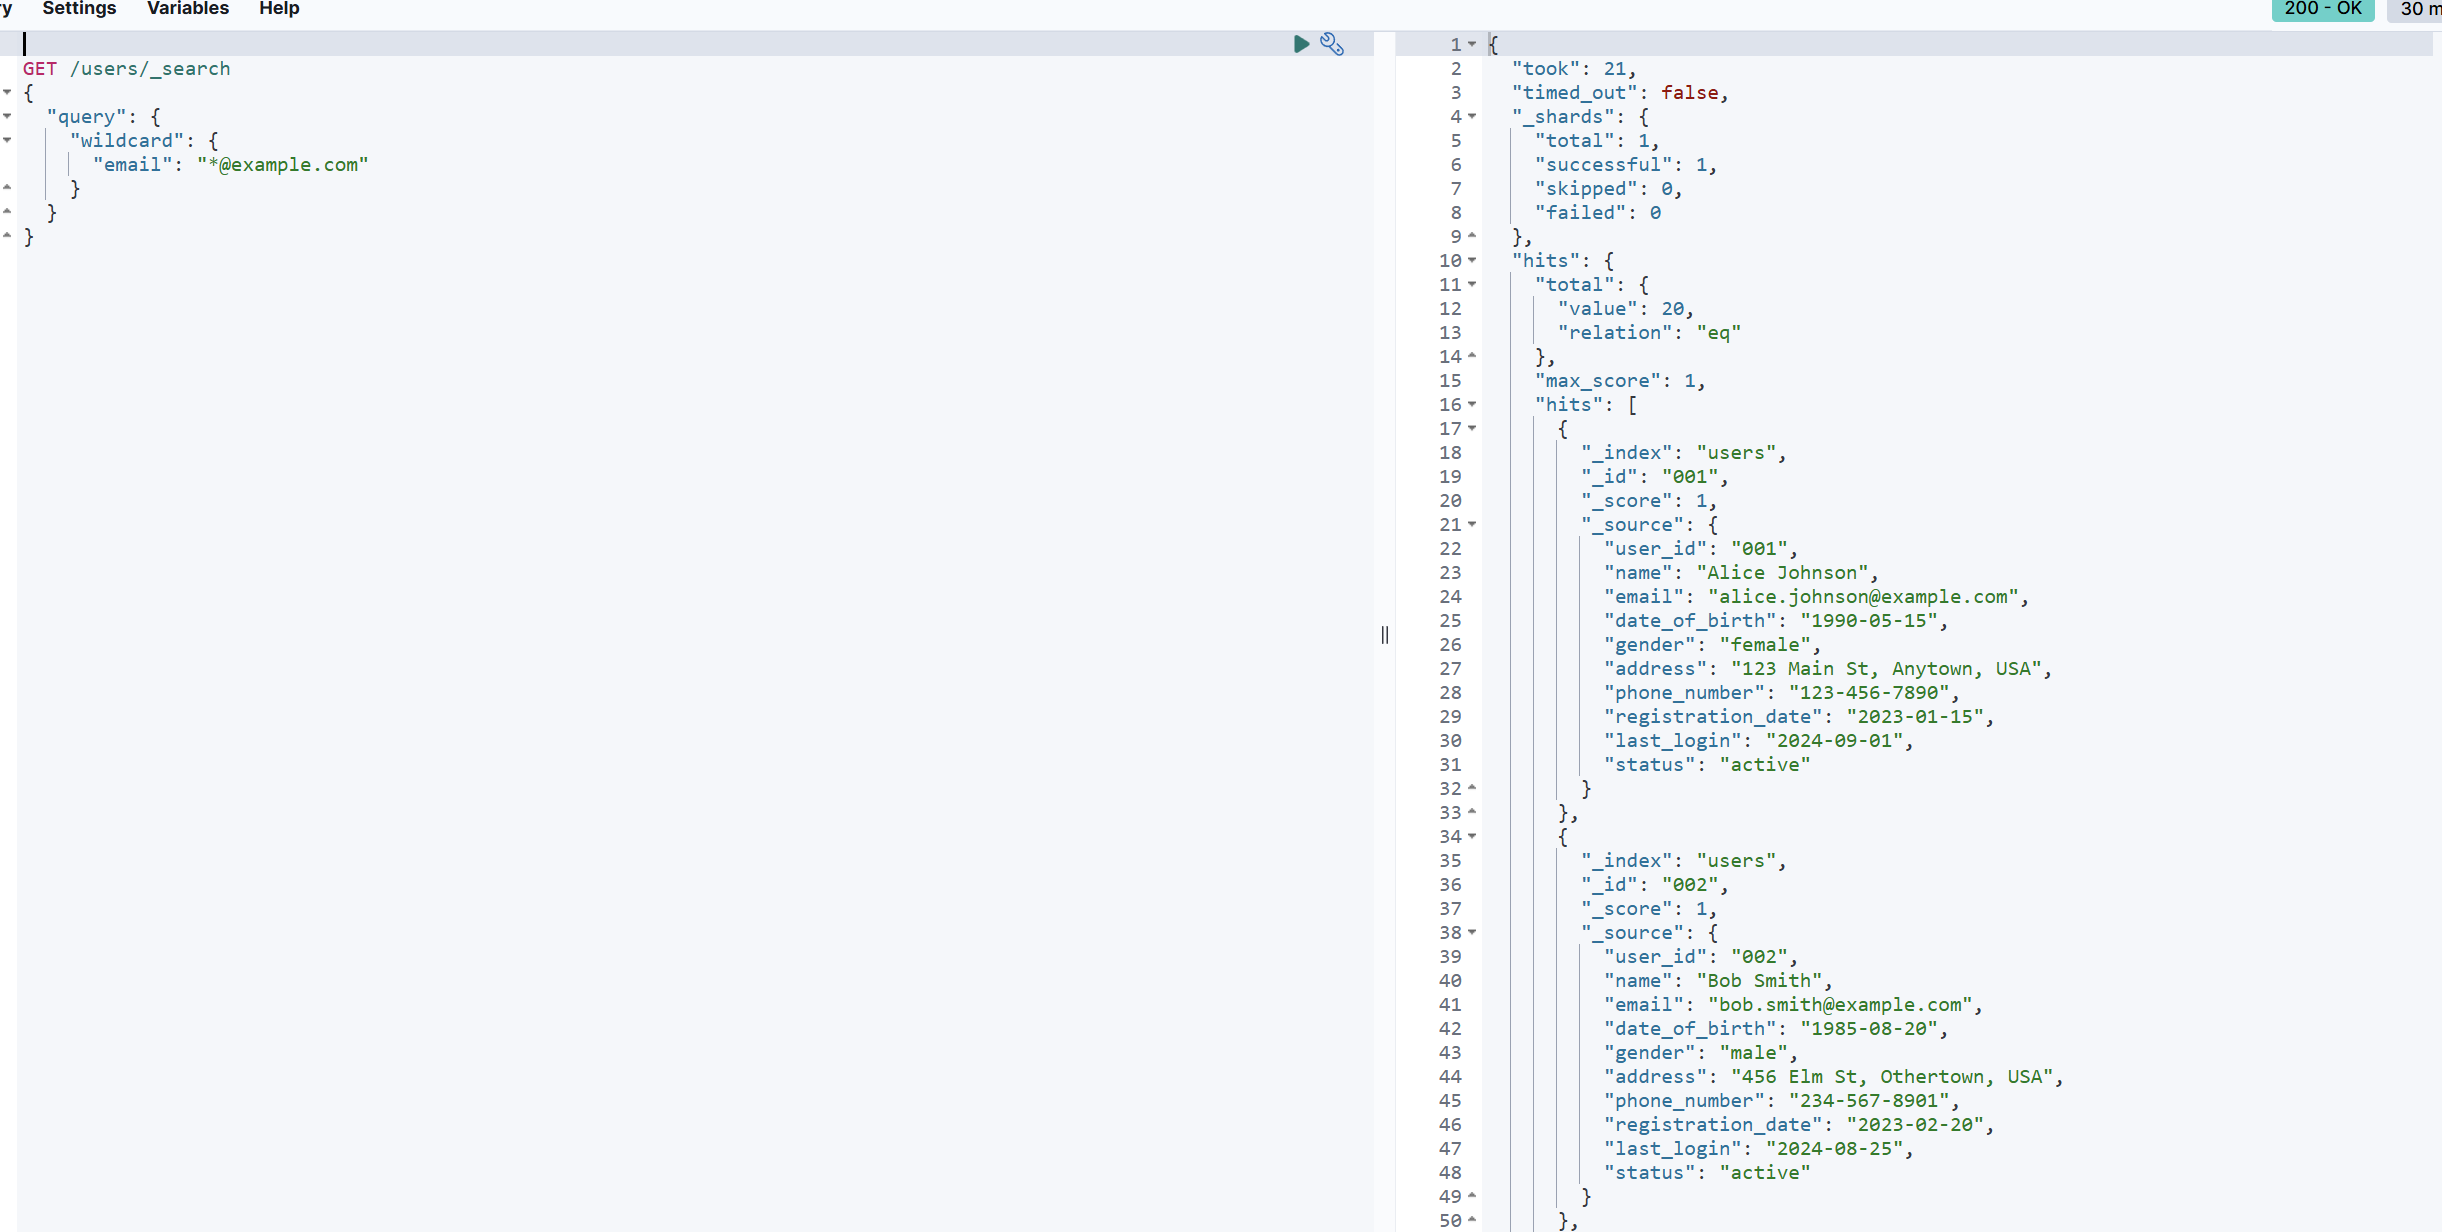 ry Settings Variables Help 200 - OK 30 m
GET /users/_search
{
"query": {
"wildcard": {
"email": "*@example.com"
}
}
}
1 {
2 "took": 21,
3 "timed_out": false,
4 "_shards": {
5 "total": 1,
6 "successful": 1,
7 "skipped": 0,
8 "failed": 0
9 },
10 "hits": {
11 "total": {
12 "value": 20,
13 "relation": "eq"
14 },
15 "max_score": 1,
16 "hits": [
17 {
18 "_index": "users",
19 "_id": "001",
20 "_score": 1,
21 "_source": {
22 "user_id": "001",
23 "name": "Alice Johnson",
24 "email": "alice.johnson@example.com",
25 "date_of_birth": "1990-05-15",
26 "gender": "female",
27 "address": "123 Main St, Anytown, USA",
28 "phone_number": "123-456-7890",
29 "registration_date": "2023-01-15",
30 "last_login": "2024-09-01",
31 "status": "active"
32 }
33 },
34 {
35 "_index": "users",
36 "_id": "002",
37 "_score": 1,
38 "_source": {
39 "user_id": "002",
40 "name": "Bob Smith",
41 "email": "bob.smith@example.com",
42 "date_of_birth": "1985-08-20",
43 "gender": "male",
44 "address": "456 Elm St, Othertown, USA",
45 "phone_number": "234-567-8901",
46 "registration_date": "2023-02-20",
47 "last_login": "2024-08-25",
48 "status": "active"
49 }
50 },